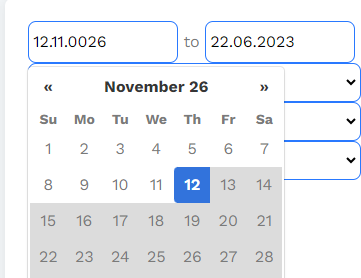 12.11.0026 to 22.06.2023
« November 26 »
Su Mo Tu We Th Fr Sa
1 2 3 4 5 6 7
8 9 10 11 12 13 14
15 16 17 18 19 20 21
22 23 24 25 26 27 28